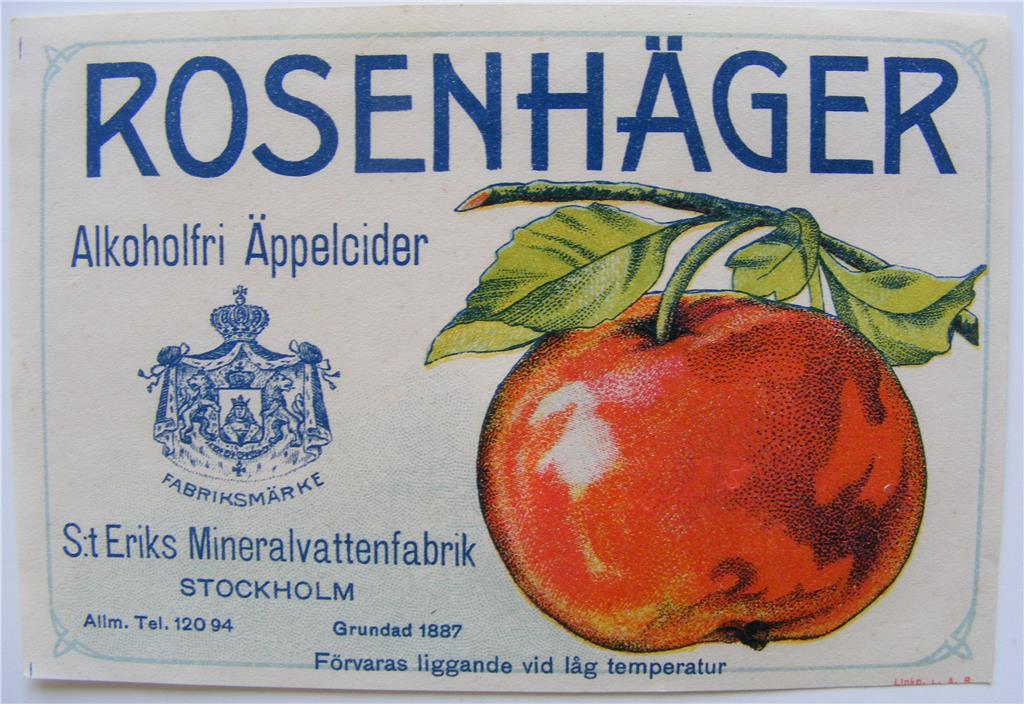 ROSENHÄGER
Alkoholfri Äppelcider
FABRIKSMÄRKE
S:t Eriks Mineralvattenfabrik
STOCKHOLM
Allm. Tel. 120 94
Grundad 1887
Förvaras liggande vid låg temperatur